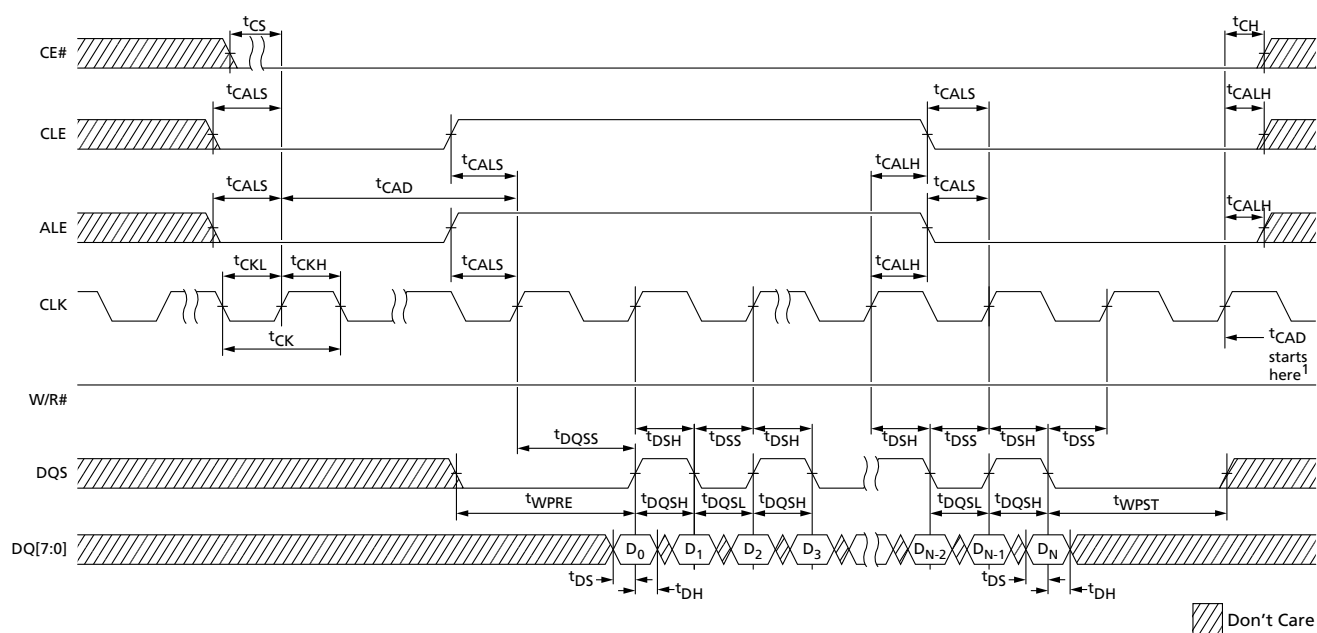 tCS
tCH
CE#
tCALS
tCALS
tCALH
CLE
tCALS
tCALH
tCALS
tCAD
tCALS
tCALH
ALE
tCKL
tCKH
tCALS
tCALH
CLK
tCK
tCAD
starts
here1
W/R#
tDQSS
tDSH
tDSS
tDSH
tDSH
tDSS
tDSH
tDSS
DQS
tWPRE
tDQSH
tDQSL
tDQSH
tDQSL
tDQSH
tWPST
DQ[7:0]
D0
D1
D2
D3
DN-2
DN-1
DN
tDS
tDH
tDS
tDH
Don't Care